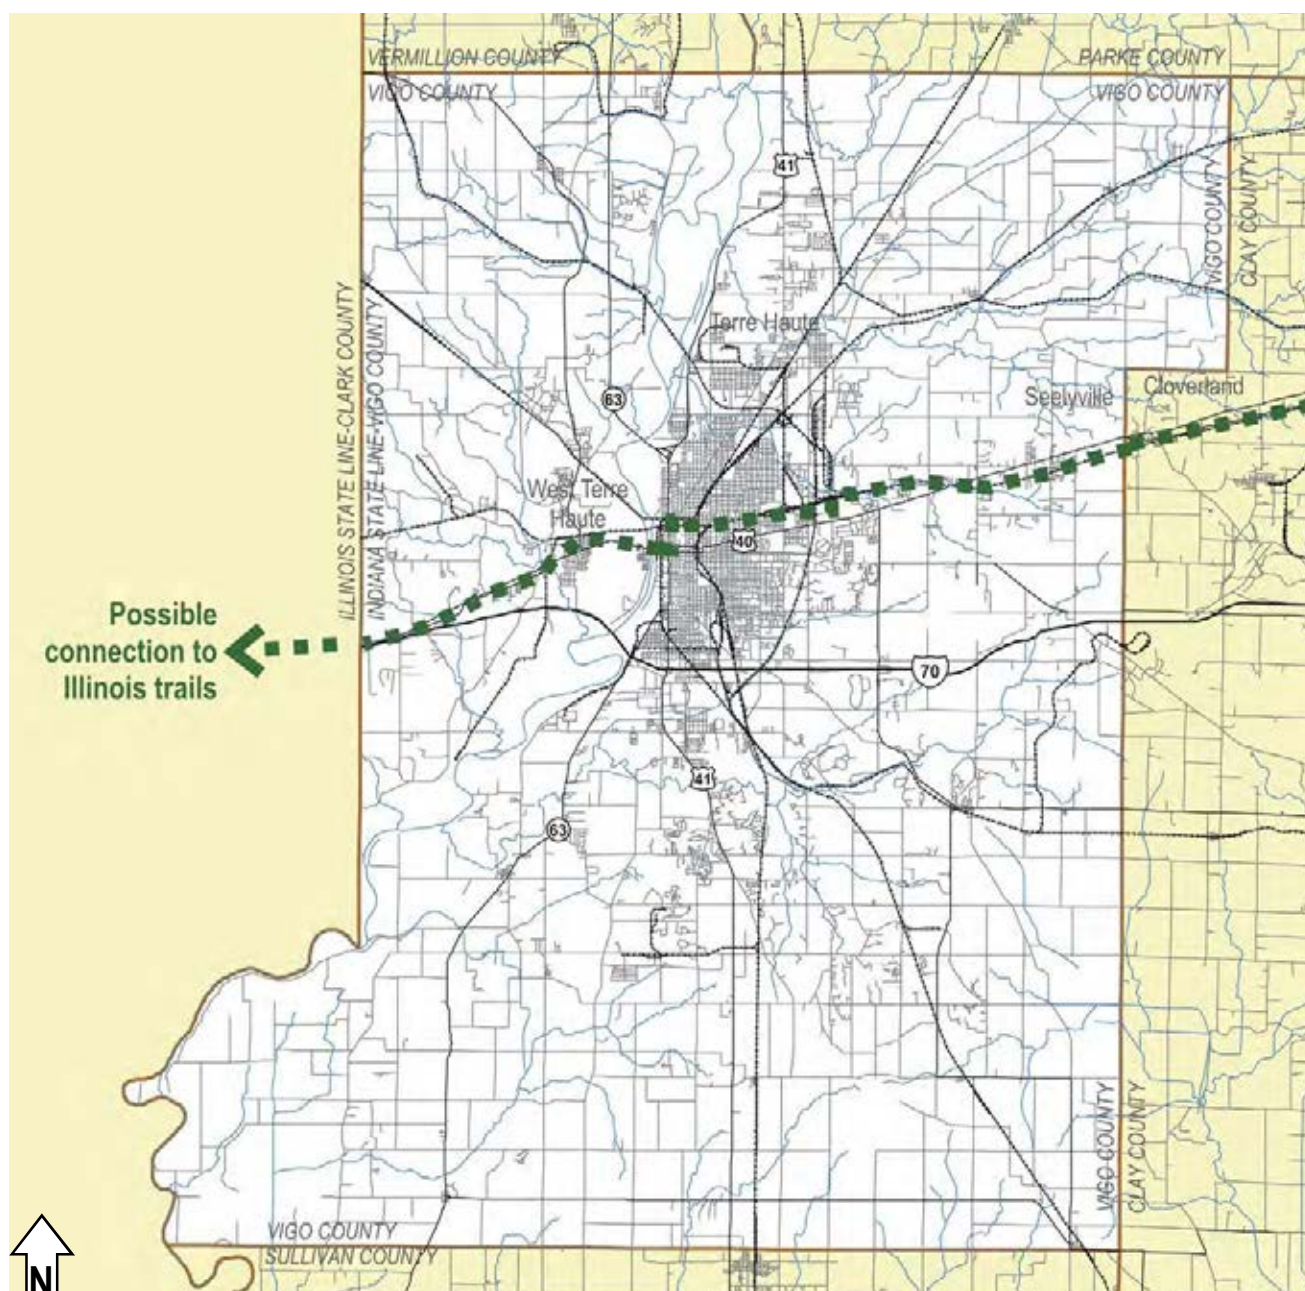 VERMILLION COUNTY
PARKE COUNTY
VIGO COUNTY
VIGO COUNTY
41
VIGO COUNTY
CLAY COUNTY
ILLINOIS STATE LINE-CLARK COUNTY
INDIANA STATE LINE-VIGO COUNTY
Terre Haute
63
Seelyville
Cloverland
West Terre
Haute
40
Possible
connection to
Illinois trails
70
41
63
VIGO COUNTY
CLAY COUNTY
VIGO COUNTY
SULLIVAN COUNTY
N